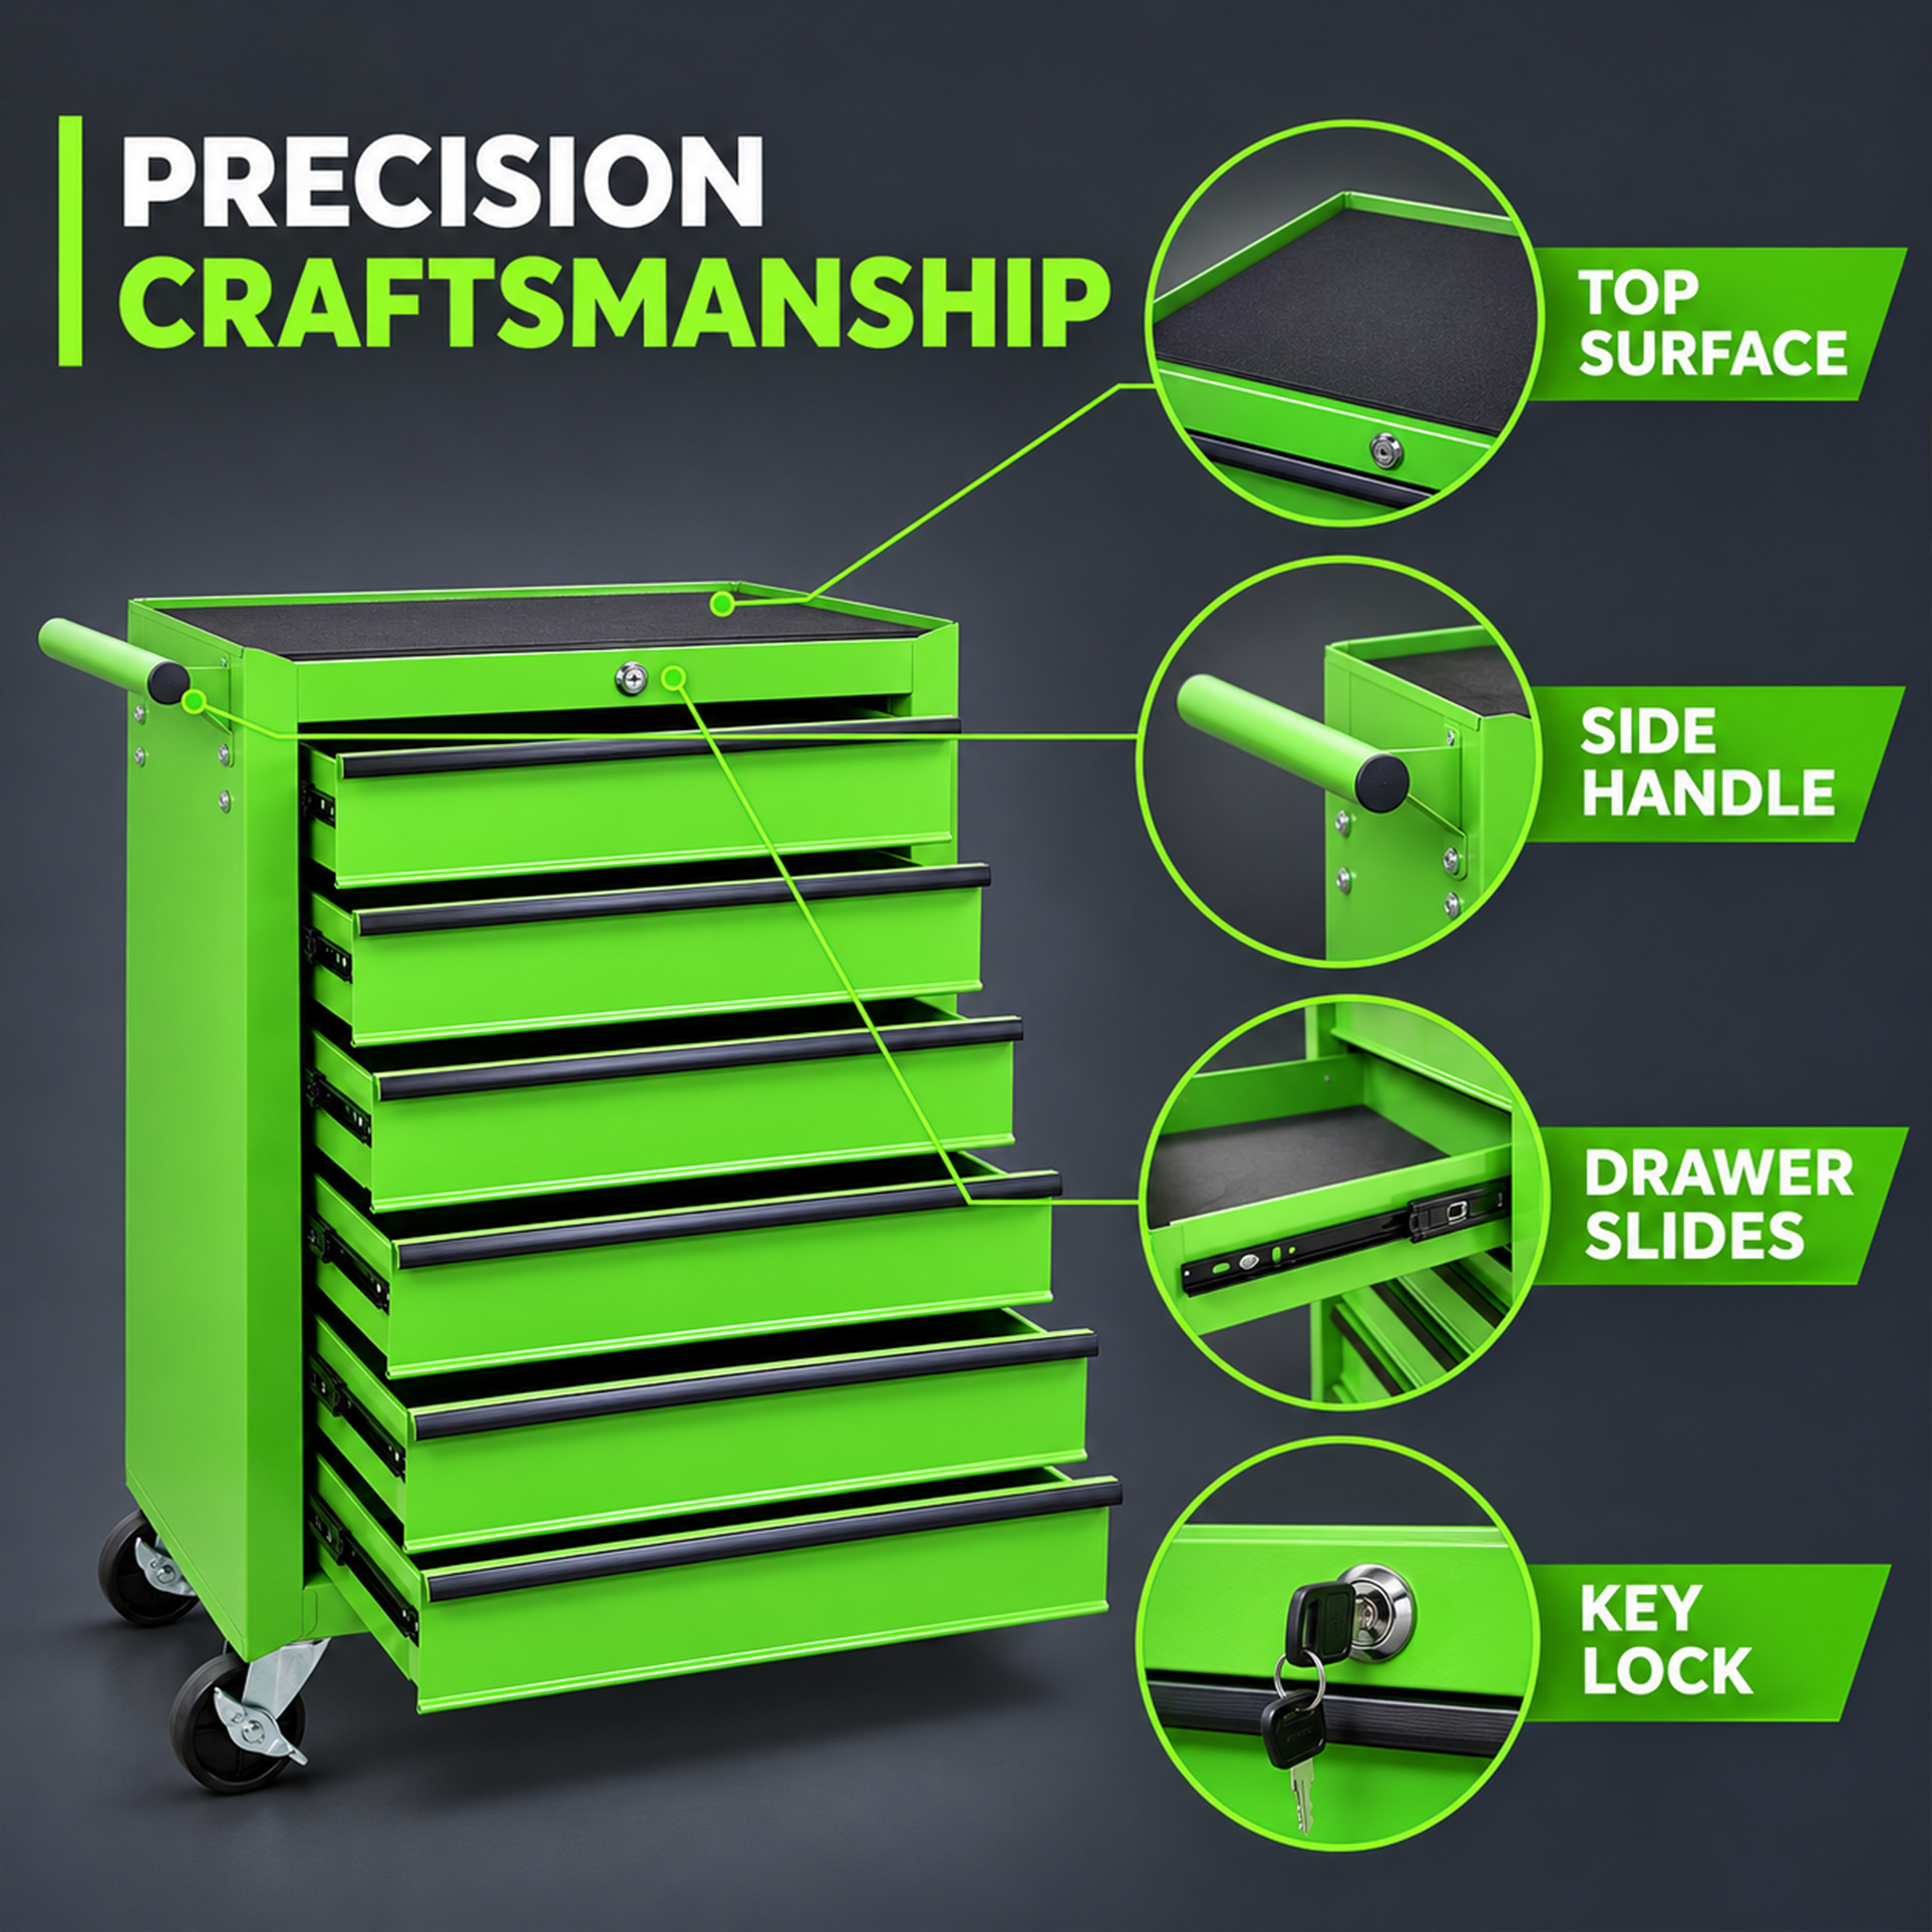 PRECISION
CRAFTSMANSHIP
TOP
SURFACE
SIDE
HANDLE
DRAWER
SLIDES
KEY
LOCK